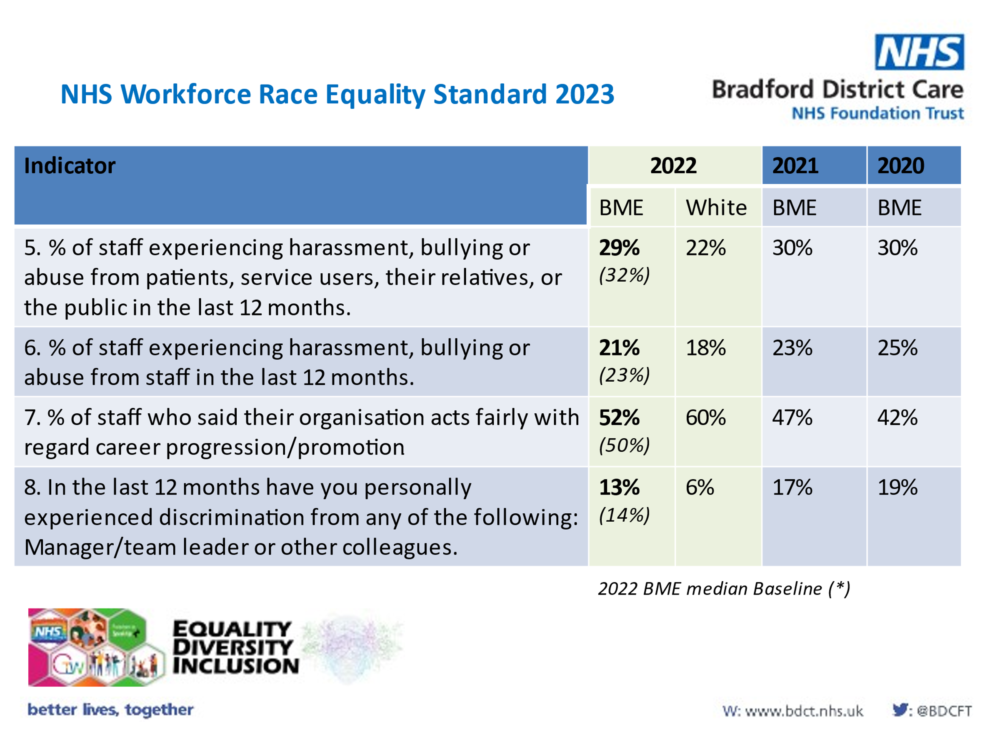 NHS
Bradford District Care
NHS Foundation Trust
NHS Workforce Race Equality Standard 2023
Indicator 2022 2021 2020
BME White BME BME
5. % of staff experiencing harassment, bullying or 29% 22% 30% 30%
abuse from patients, service users, their relatives, or (32%)
the public in the last 12 months.
6. % of staff experiencing harassment, bullying or 21% 18% 23% 25%
abuse from staff in the last 12 months. (23%)
7. % of staff who said their organisation acts fairly with 52% 60% 47% 42%
regard career progression/promotion (50%)
8. In the last 12 months have you personally 13% 6% 17% 19%
experienced discrimination from any of the following: (14%)
Manager/team leader or other colleagues.
2022 BME median Baseline (*)
NHS
EQUALITY
DIVERSITY
INCLUSION
better lives, together
W: www.bdct.nhs.uk : @BDCFT